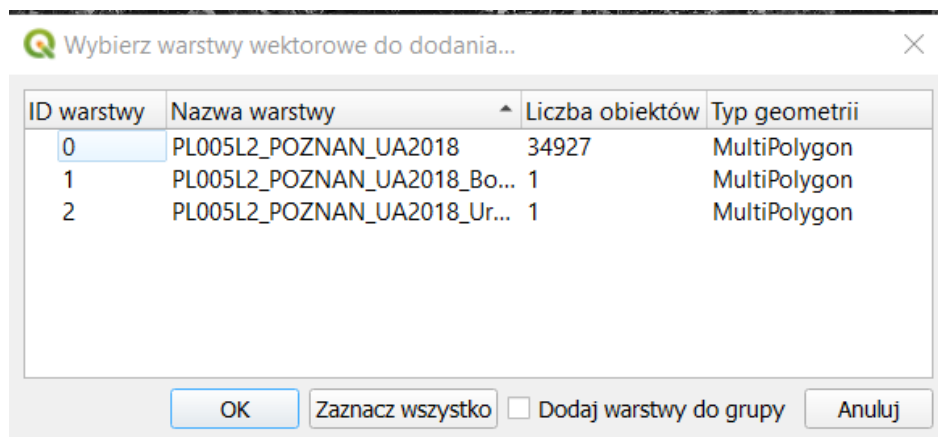 Wybierz warstwy wektorowe do dodania...
ID warstwy Nazwa warstwy Liczba obiektów Typ geometrii
0 PL005L2_POZNAN_UA2018 34927 MultiPolygon
1 PL005L2_POZNAN_UA2018_Bo... 1 MultiPolygon
2 PL005L2_POZNAN_UA2018_Ur... 1 MultiPolygon
OK Zaznacz wszystko Dodaj warstwy do grupy Anuluj